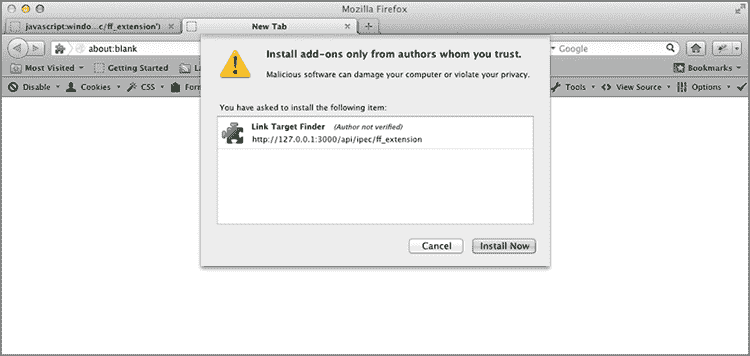 Mozilla Firefox
javascript:windo...c/ff_extension')
New Tab
about:blank
Google
Most Visited
Getting Started
La
Bookmarks
Disable
Cookies
CSS
Form
Tools
View Source
Options
Install add-ons only from authors whom you trust.
Malicious software can damage your computer or violate your privacy.
You have asked to install the following item:
Link Target Finder (Author not verified)
http://127.0.0.1:3000/api/ipec/ff_extension
Cancel
Install Now